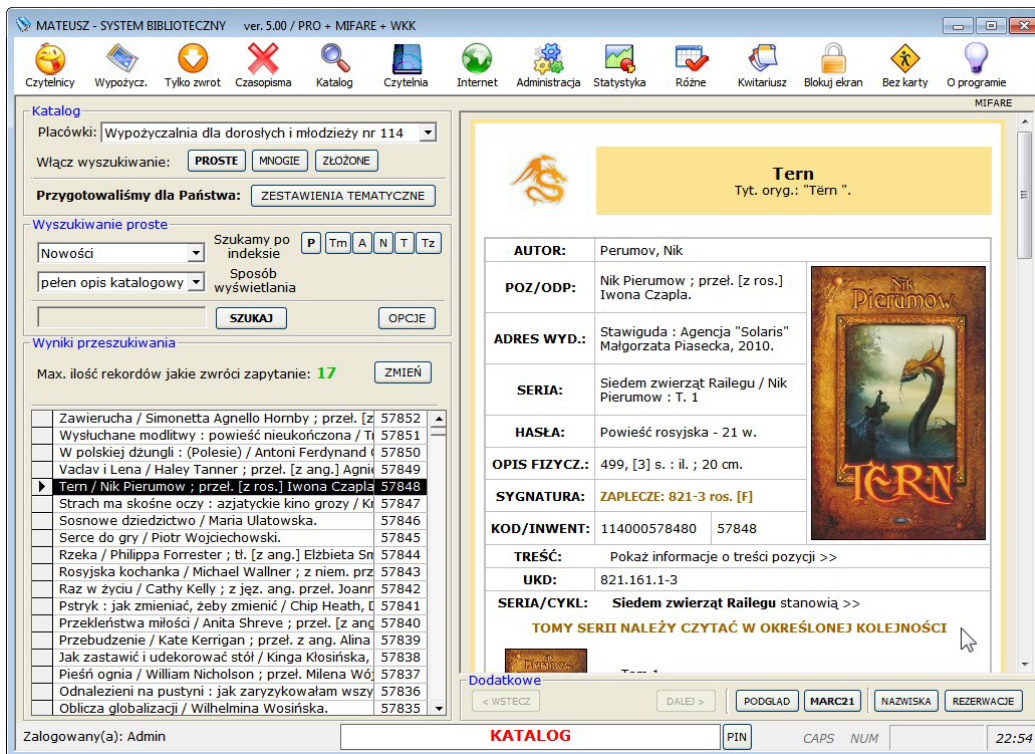 MATEUSZ - SYSTEM BIBLIOTECZNY ver. 5.00 / PRO + MIFARE + WKK
Czytelnicy Wypożycz. Tylko zwrot Czasopisma Katalog Czytelnia Internet Administracja Statystyka Różne Kwitariusz Blokuj ekran Bez karty O programie
MIFARE
Katalog
Placówki: Wypożyczalnia dla dorosłych i młodzieży nr 114
Włącz wyszukiwanie: PROSTE MNOGIE ZŁOŻONE
Przygotowaliśmy dla Państwa: ZESTAWIENIA TEMATYCZNE
Wyszukiwanie proste
Nowości Szukamy po indeksie P Tm A N T Tz
pełen opis katalogowy Sposób wyświetlania
SZUKAJ OPCJE
Wyniki przeszukiwania
Max. ilość rekordów jakie zwróci zapytanie: 17 ZMIEŃ
Zawierucha / Simonetta Agnello Hornby ; przeł. [z 57852
Wysłuchane modlitwy : powieść nieukończona / 57851
W polskiej dżungli : (Polesie) / Antoni Ferdynand 57850
Vaclav i Lena / Haley Tanner ; przeł. [z ang.] Agni 57849
Tern / Nik Pierumow ; przeł. [z ros.] Iwona Czapla 57848
Strach ma skośne oczy : azjatyckie kino grozy / 57847
Sosnowe dziedzictwo / Maria Ulatowska. 57846
Serce do gry / Piotr Wojciechowski. 57845
Rzeka / Philippa Forrester ; tł. [z ang.] Elżbieta Sm 57844
Rosyjska kochanka / Michael Wallner ; z niem. prz 57843
Raz w życiu / Cathy Kelly ; z jęz. ang. przeł. Joann 57842
Pstryk : jak zmieniać, żeby zmienić / Chip Heath, 57841
Przekleństwa miłości / Anita Shreve ; przeł. [z ang 57840
Przebudzenie / Kate Kerrigan ; przeł. z ang. Alina 57839
Jak zastawić i udekorować stół / Kinga Kłosińska, 57838
Pieśń ognia / William Nicholson ; przeł. Milena Wój 57837
Odnalezieni na pustyni : jak zaryzykowałam wszy 57836
Oblicza globalizacji / Wilhelmina Wosińska. 57835
Tern
Tyt. oryg.: "Tërn ".
AUTOR: Perumov, Nik
POZ/ODP: Nik Pierumow ; przeł. [z ros.]
Iwona Czapla.
ADRES WYD.: Stawiguda : Agencja "Solaris"
Małgorzata Piasecka, 2010.
SERIA: Siedem zwierząt Railegu / Nik
Pierumow : T. 1
HASŁA: Powieść rosyjska - 21 w.
OPIS FIZYCZ.: 499, [3] s. : il. ; 20 cm.
SYGNATURA: ZAPLECZE: 821-3 ros. [F]
KOD/INWENT: 114000578480 57848
Nik
Pierumow
TERN
TREŚĆ: Pokaż informacje o treści pozycji >>
UKD: 821.161.1-3
SERIA/CYKL: Siedem zwierząt Railegu stanowią >>
TOMY SERII NALEŻY CZYTAĆ W OKREŚLONEJ KOLEJNOŚCI
Tom 1
Dodatkowe
< WSTECZ DALEJ > PODGLĄD MARC21 NAZWISKA REZERWACJE
Zalogowany(a): Admin KATALOG PIN CAPS NUM 22:54